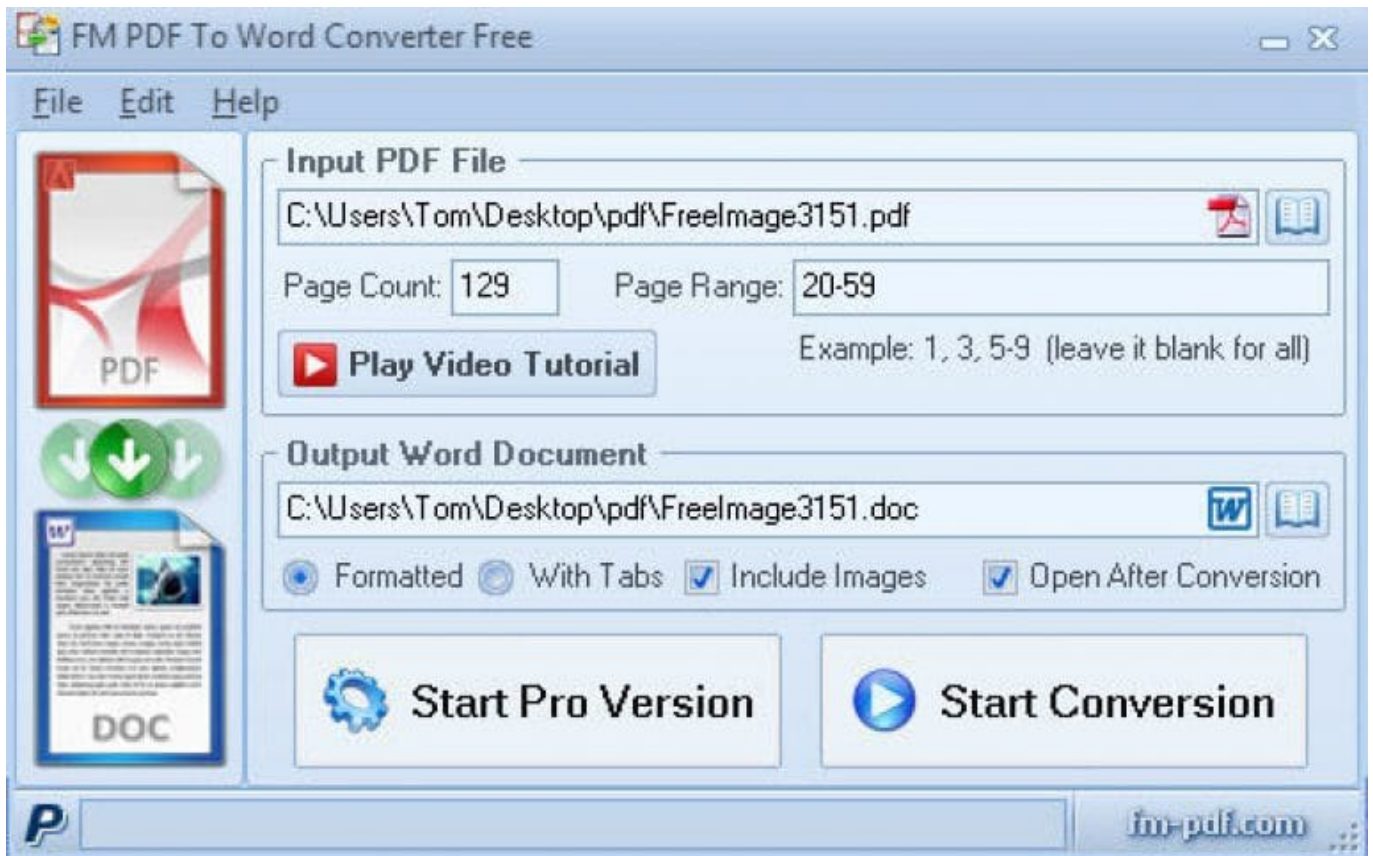 FM PDF To Word Converter Free
File Edit Help
Input PDF File
C:\Users\Tom\Desktop\pdf\FreeImage3151.pdf
Page Count: 129 Page Range: 20-59
Play Video Tutorial
Example: 1, 3, 5-9 (leave it blank for all)
PDF
Output Word Document
C:\Users\Tom\Desktop\pdf\FreeImage3151.doc
W
Formatted With Tabs Include Images Open After Conversion
DOC
Start Pro Version Start Conversion
P
fm-pdf.com